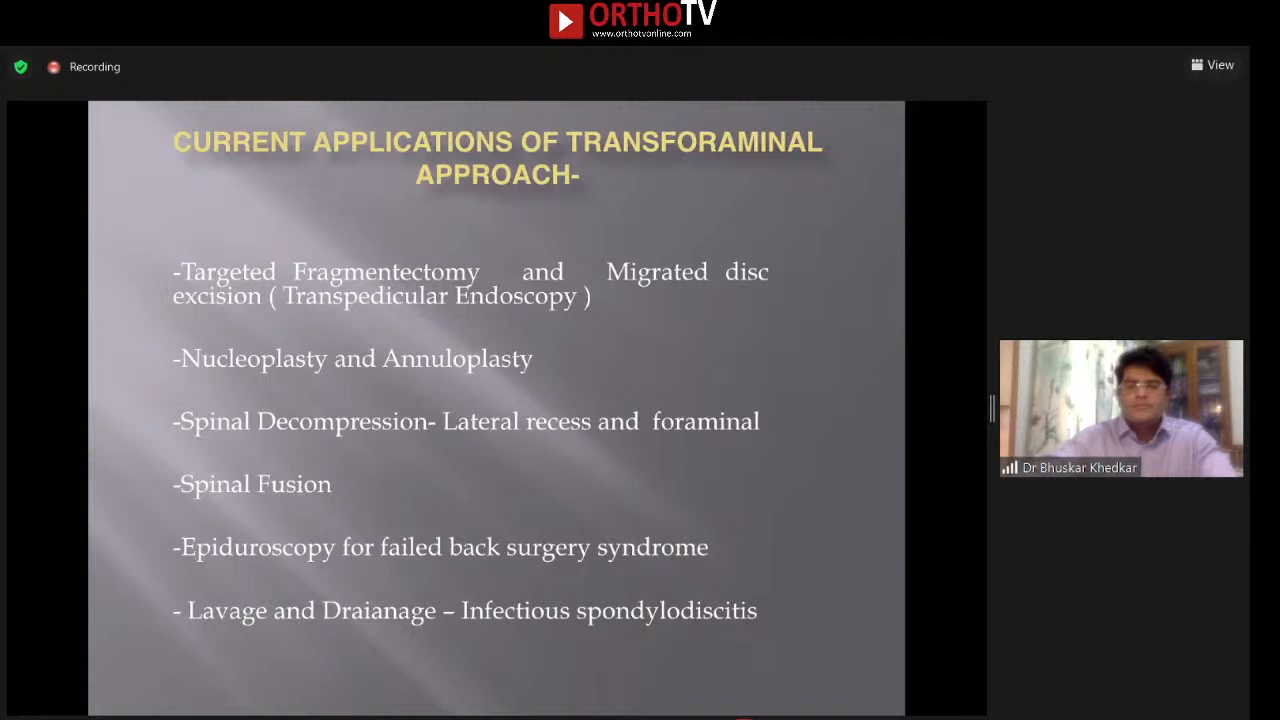 ORTHOTV
www.orthotvonline.com
Recording
View
CURRENT APPLICATIONS OF TRANSFORAMINAL
APPROACH-
-Targeted Fragmentectomy and Migrated disc
excision ( Transpedicular Endoscopy )
-Nucleoplasty and Annuloplasty
-Spinal Decompression- Lateral recess and foraminal
-Spinal Fusion
-Epiduroscopy for failed back surgery syndrome
- Lavage and Draianage – Infectious spondylodiscitis
Dr Bhuskar Khedkar